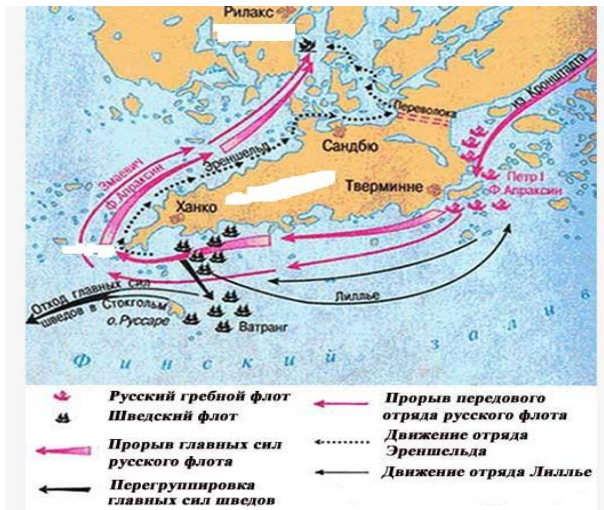 Рилакс
из Кронштадта
Переволока
Сандбю
Эреншельд
Змаевич
Ф. Апраксин
Петр I
Ф. Апраксин
Тверминне
Ханко
Отход главных сил
шведов в Стокгольм
о. Руссаре
Лиллье
Ватранг
Финский залив
Русский гребной флот
Шведский флот
Прорыв главных сил
русского флота
Перегруппировка
главных сил шведов
Прорыв передового
отряда русского флота
Движение отряда
Эреншельда
Движение отряда Лиллье